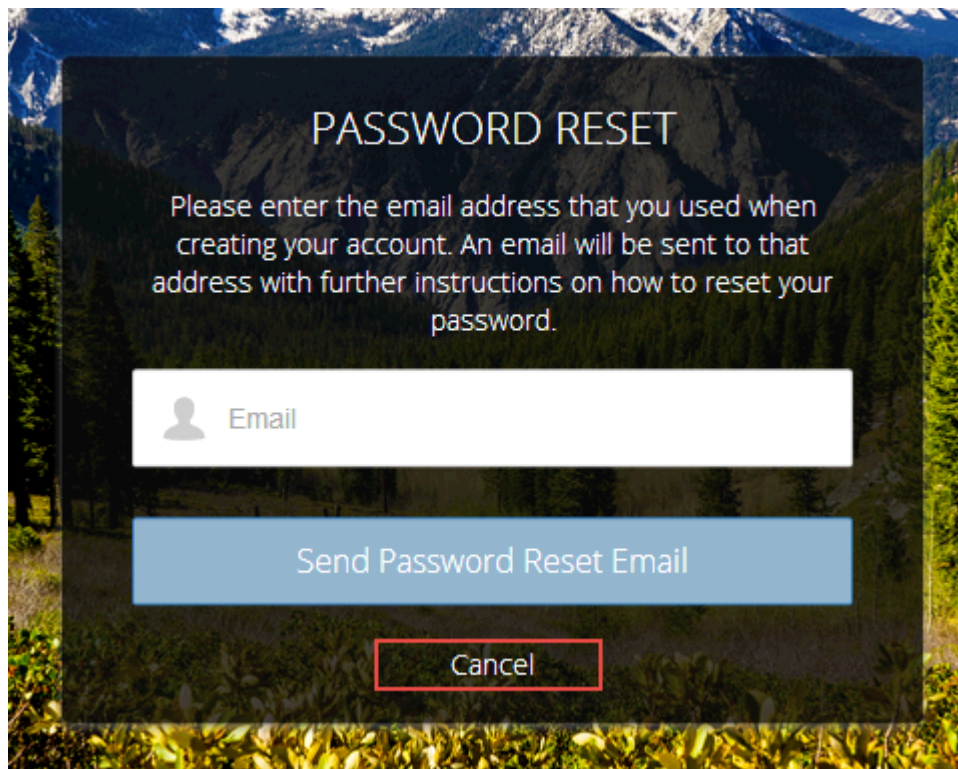 PASSWORD RESET
Please enter the email address that you used when
creating your account. An email will be sent to that
address with further instructions on how to reset your
password.
Email
Send Password Reset Email
Cancel